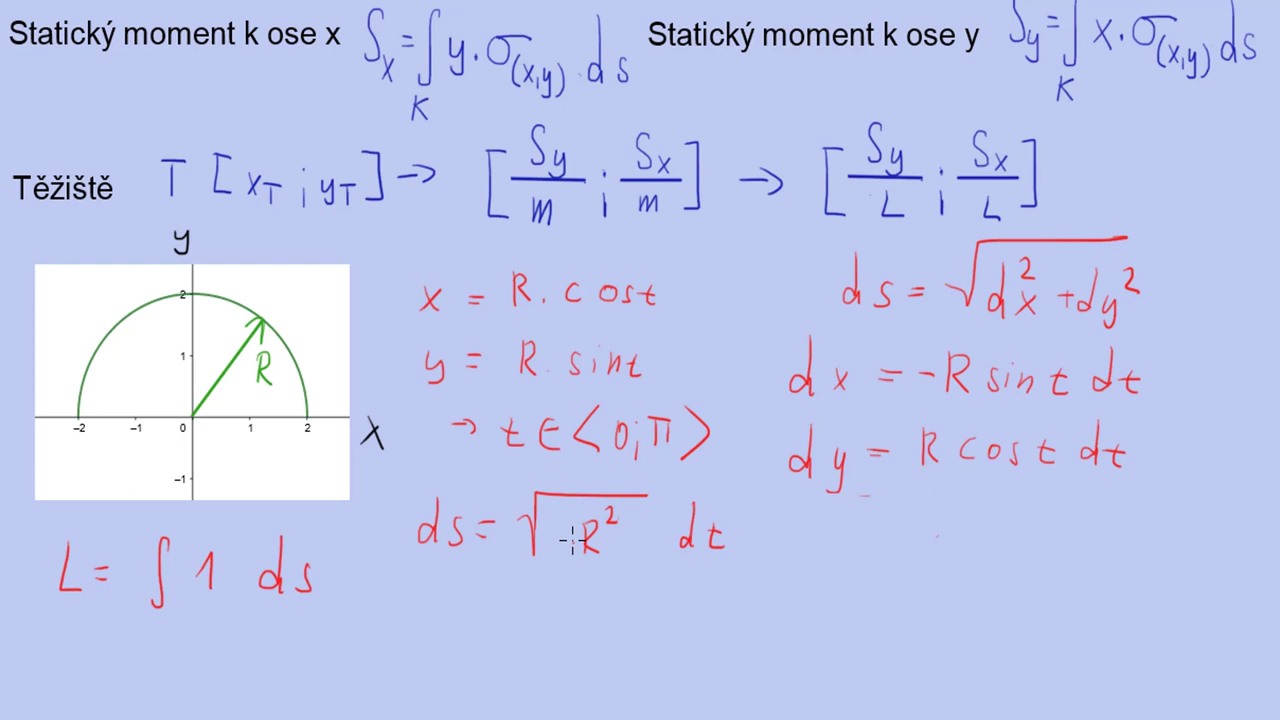 Statický moment k ose x S_x = ∫_K y · σ_(x,y) · ds Statický moment k ose y S_y = ∫_K x · σ_(x,y) ds
Těžiště T [x_T ; y_T] → [S_y/m ; S_x/m] → [S_y/L ; S_x/L]
y
2
1
R
-2 -1 0 1 2
x
-1
x = R. cost
y = R. sint
→ t ∈ <0;π>
ds = √(dx² + dy²)
dx = -R sin t dt
dy = R cos t dt
ds = √R² dt
L = ∫ 1 ds